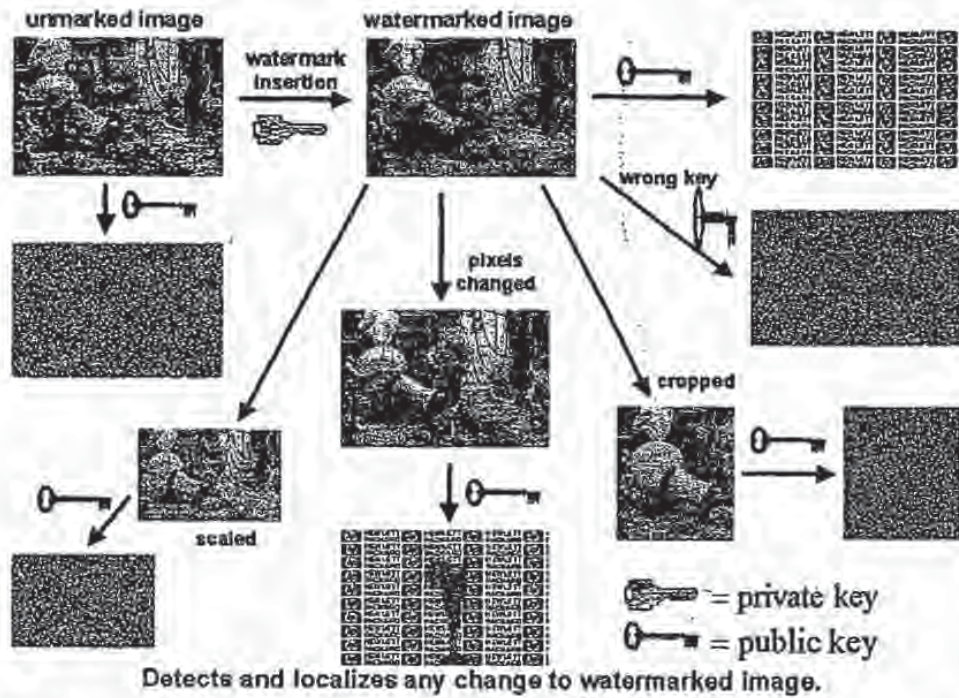 unmarked image
watermarked image
watermark
insertion
wrong key
pixels
changed
cropped
scaled
= private key
= public key
Detects and localizes any change to watermarked image.